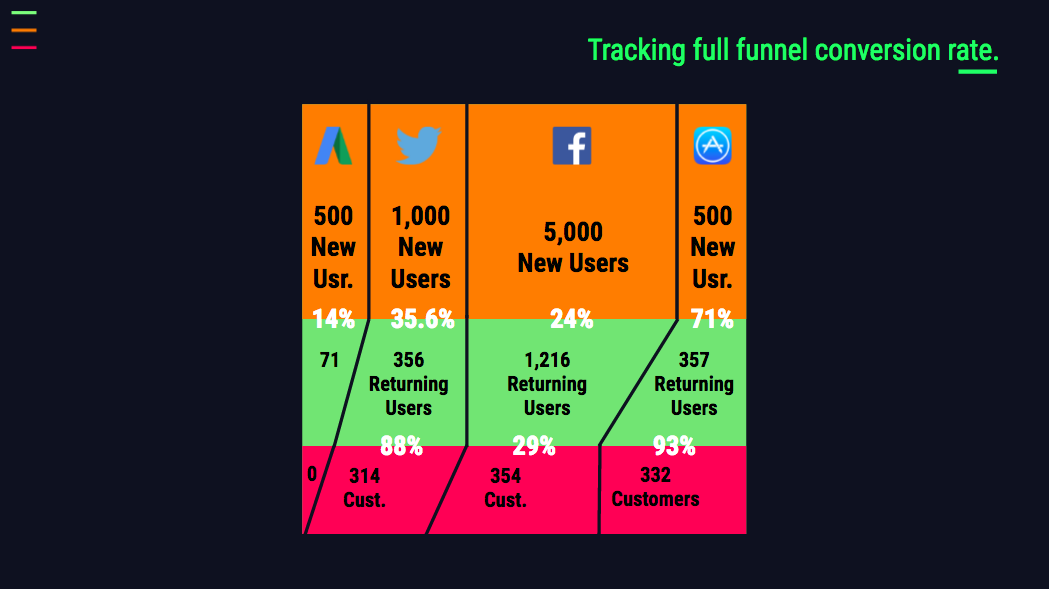 Tracking full funnel conversion rate.
500
New
Usr.
1,000
New
Users
5,000
New Users
500
New
Usr.
14%
35.6%
24%
71%
71
356
Returning
Users
1,216
Returning
Users
357
Returning
Users
88%
29%
93%
0
314
Cust.
354
Cust.
332
Customers